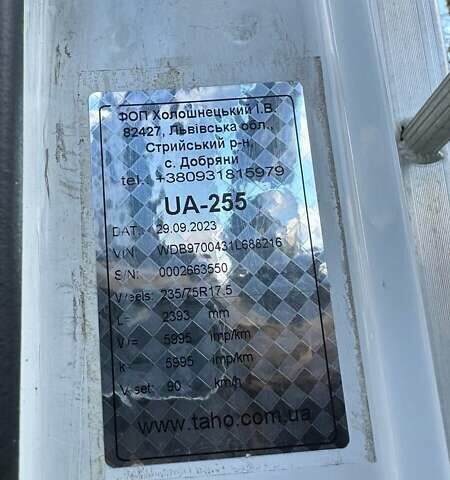 ФОП Холошнецький І.В.
82427, Львівська обл.,
Стрийський р-н,
с. Добряни
tel.: +380931815979
UA-255
DAT.: 29.09.2023
VIN: WDB9700431L688216
S/N: 0002663550
Wheels: 235/75R17.5
L= 2393 mm
W= 5995 imp/km
k= 5995 imp/km
V set: 90 km/h
www.taho.com.ua